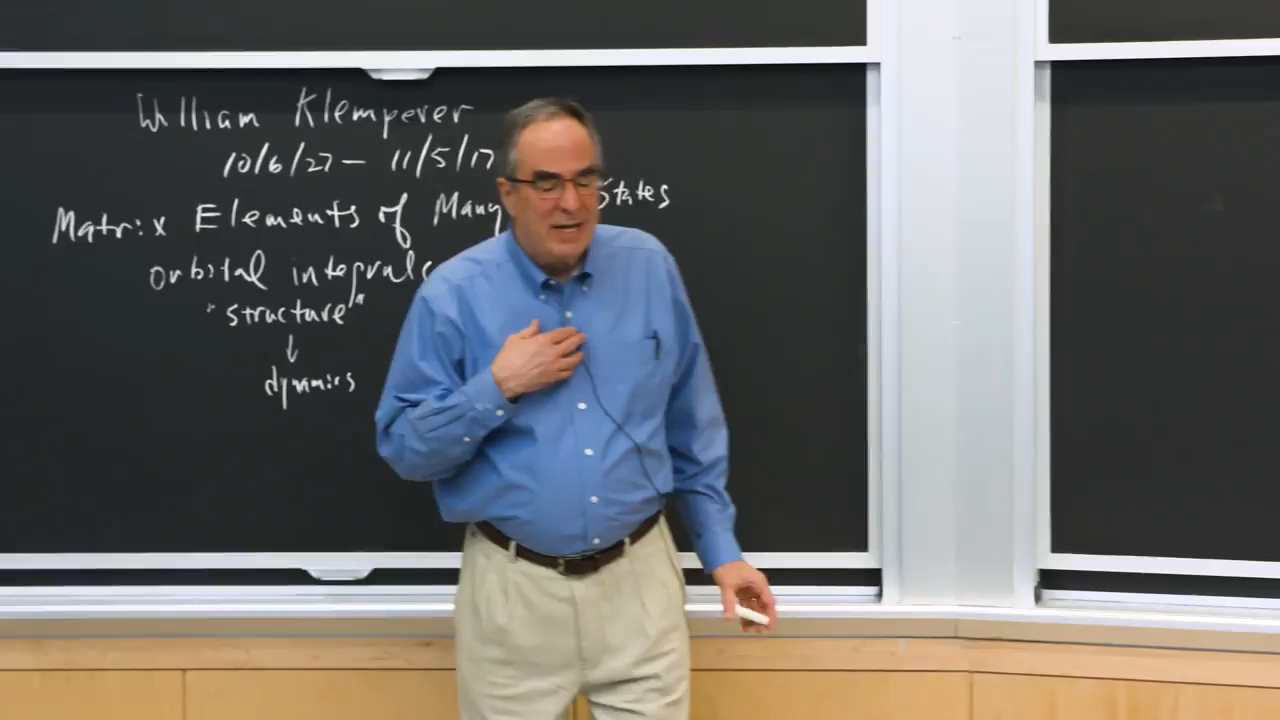 William Klemperer
10/6/27 – 11/5/17
Matrix Elements of Many States
orbital integrals
"structure"
↓
dynamics